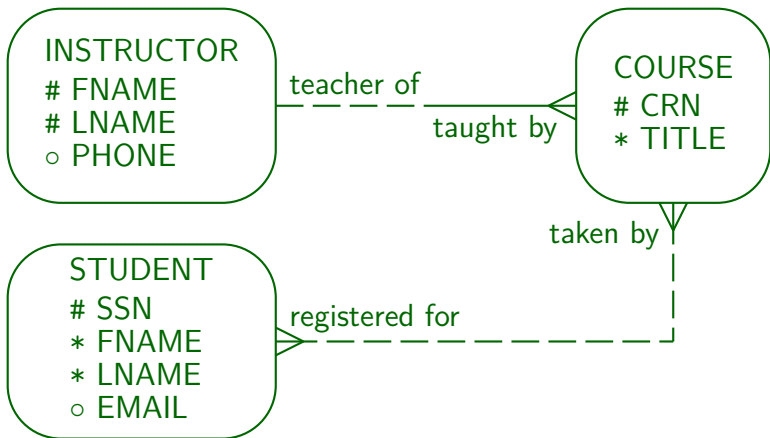 INSTRUCTOR
# FNAME
# LNAME
○ PHONE
teacher of
taught by
COURSE
# CRN
* TITLE
taken by
STUDENT
# SSN
* FNAME
* LNAME
○ EMAIL
registered for